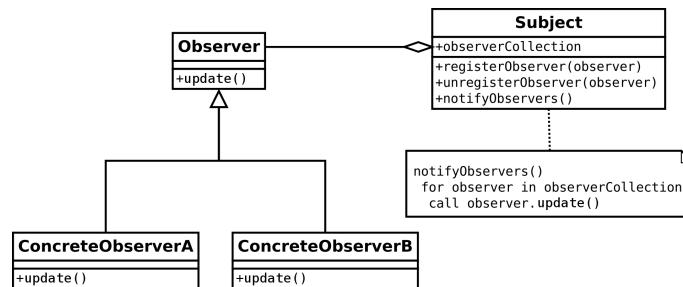 Subject
Observer
+observerCollection
+registerObserver(observer)
+unregisterObserver(observer)
+notifyObservers()
+update()
notifyObservers()
for observer in observerCollection
call observer.update()
ConcreteObserverA
+update()
ConcreteObserverB
+update()